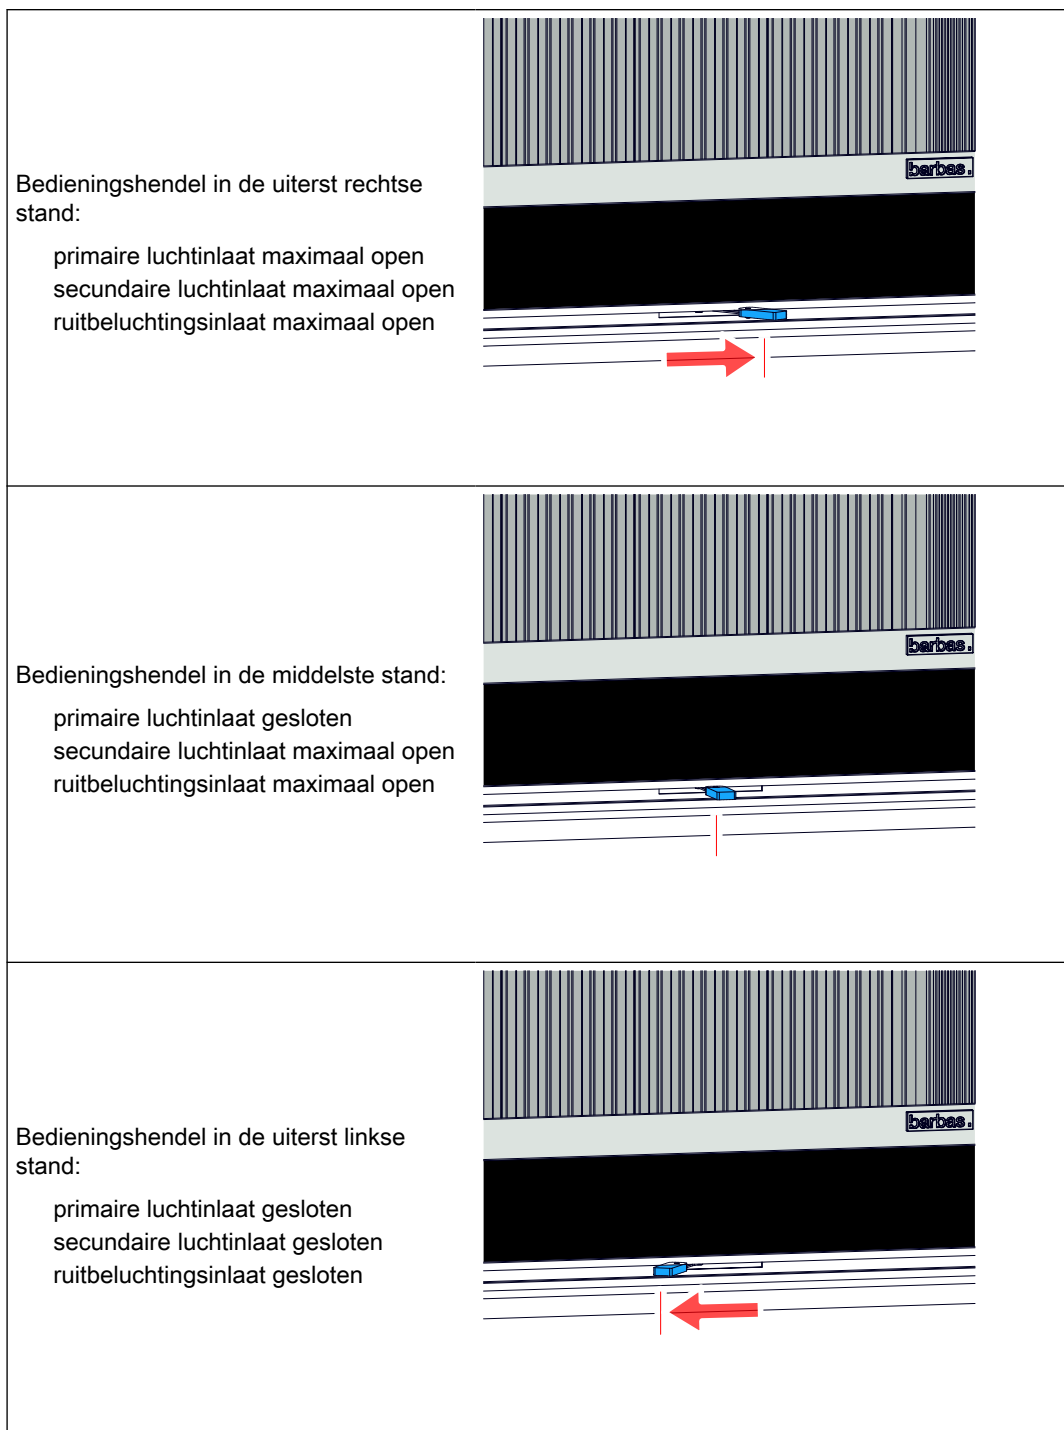 Bedieningshendel in de uiterst rechtse
stand:
primaire luchtinlaat maximaal open
secundaire luchtinlaat maximaal open
ruitbeluchtingsinlaat maximaal open
barbas.
Bedieningshendel in de middelste stand:
primaire luchtinlaat gesloten
secundaire luchtinlaat maximaal open
ruitbeluchtingsinlaat maximaal open
barbas.
Bedieningshendel in de uiterst linkse
stand:
primaire luchtinlaat gesloten
secundaire luchtinlaat gesloten
ruitbeluchtingsinlaat gesloten
barbas.